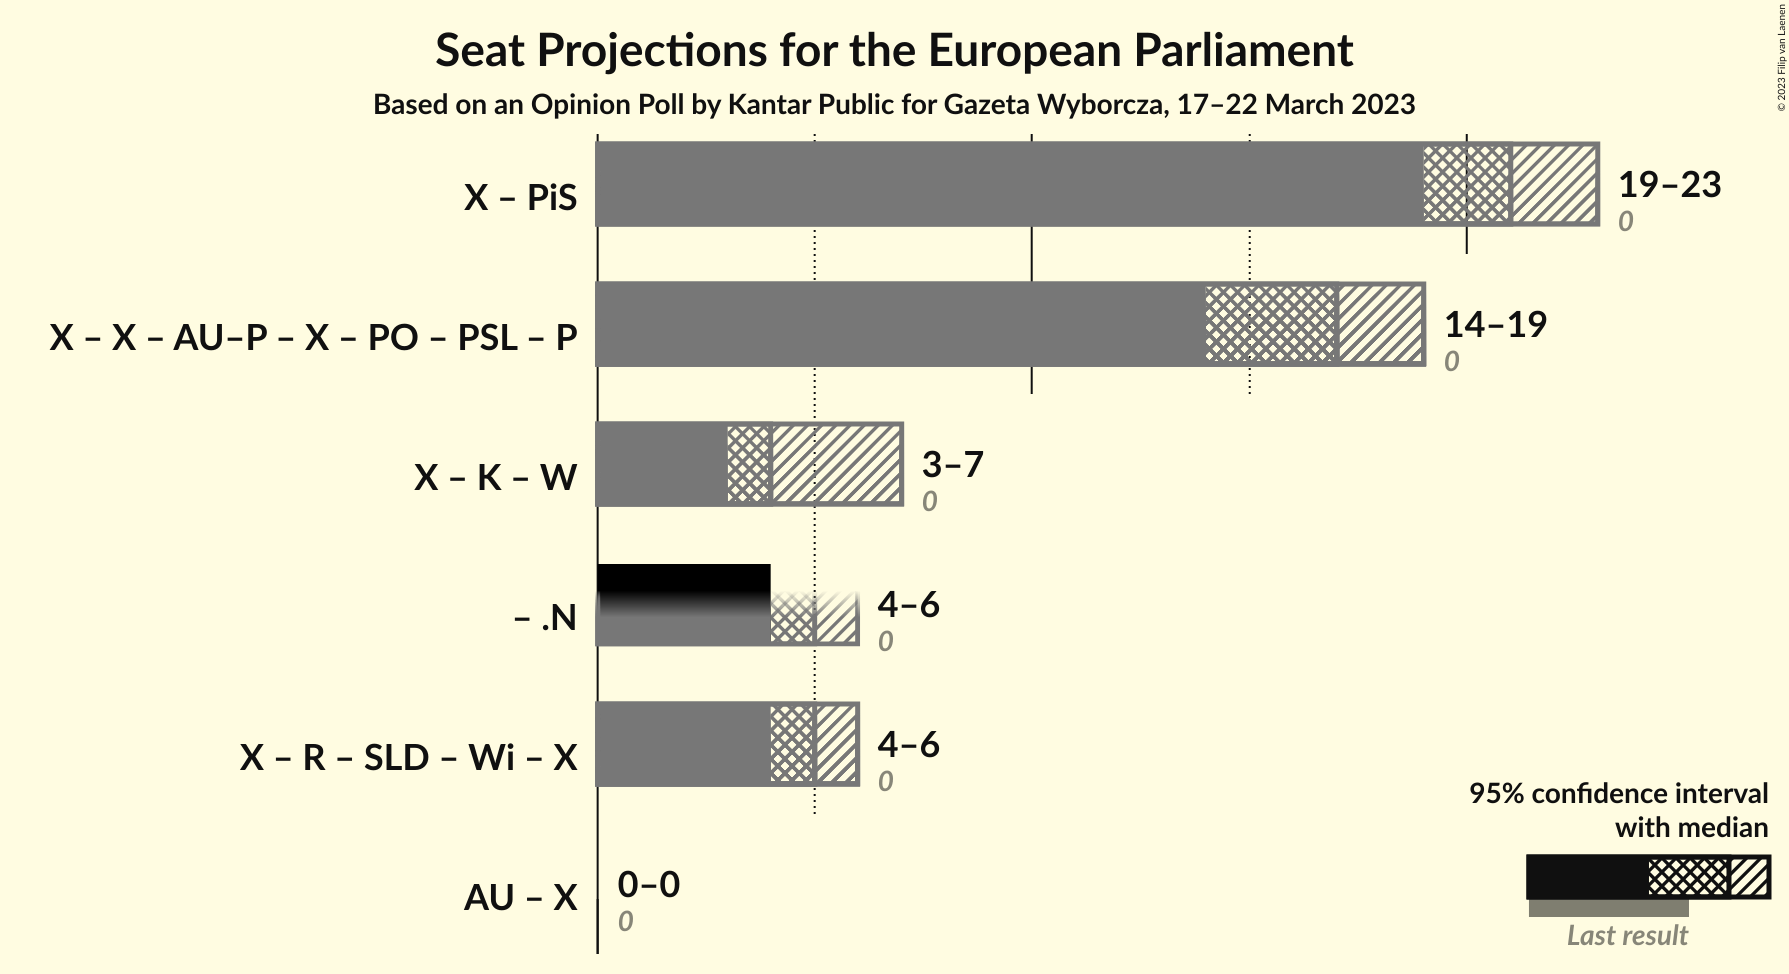 Seat Projections for the European Parliament
Based on an Opinion Poll by Kantar Public for Gazeta Wyborcza, 17–22 March 2023
© 2023 Filip van Laenen
X – PiS
19–23
0
X – X – AU–P – X – PO – PSL – P
14–19
0
X – K – W
3–7
0
– .N
4–6
0
X – R – SLD – Wi – X
4–6
0
AU – X
0–0
0
95% confidence interval
with median
Last result